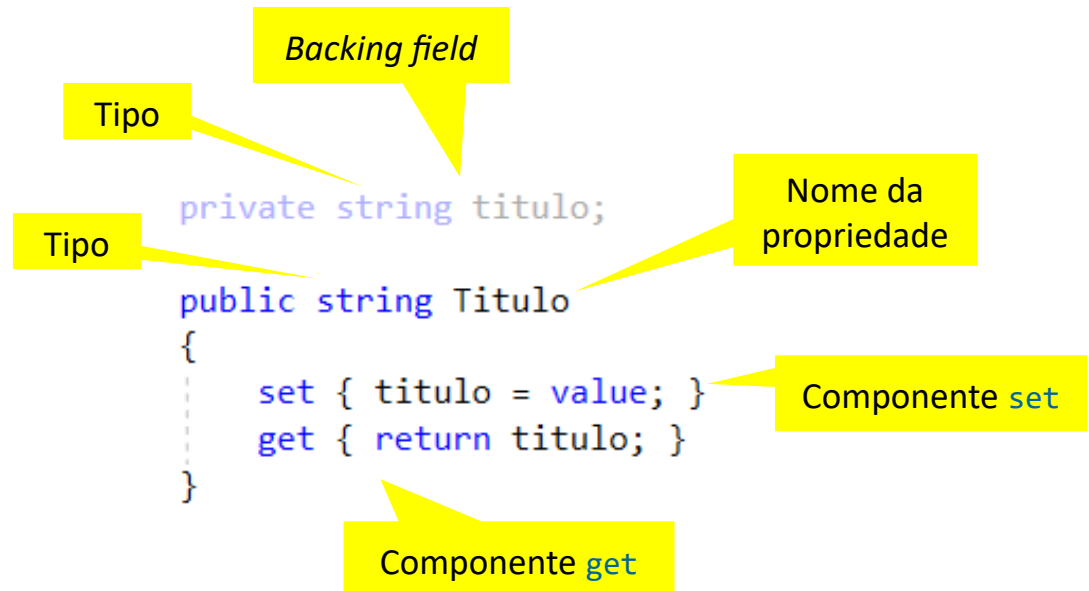 Backing field
Tipo
private string titulo;
Nome da
propriedade
Tipo
public string Titulo
{
set { titulo = value; }
Componente set
get { return titulo; }
}
Componente get